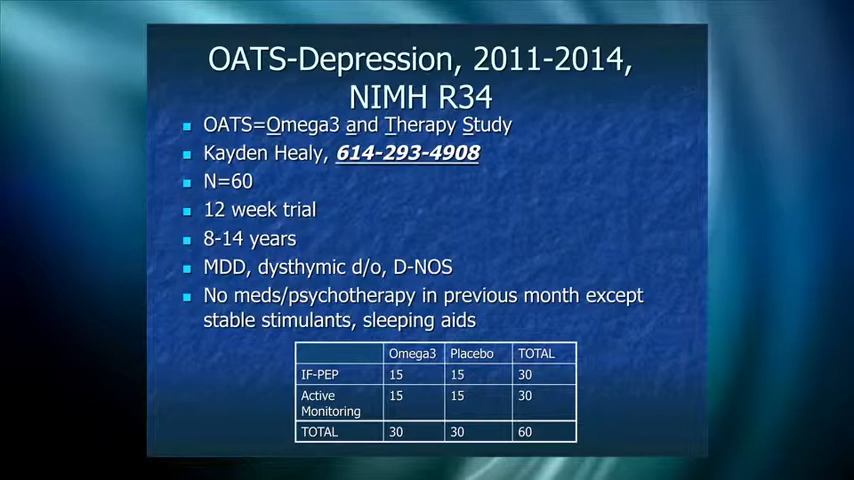 OATS-Depression, 2011-2014,
NIMH R34
OATS=Omega3 and Therapy Study
Kayden Healy, 614-293-4908
N=60
12 week trial
8-14 years
MDD, dysthymic d/o, D-NOS
No meds/psychotherapy in previous month except
stable stimulants, sleeping aids
Omega3 Placebo TOTAL
IF-PEP 15 15 30
Active
Monitoring 15 15 30
TOTAL 30 30 60